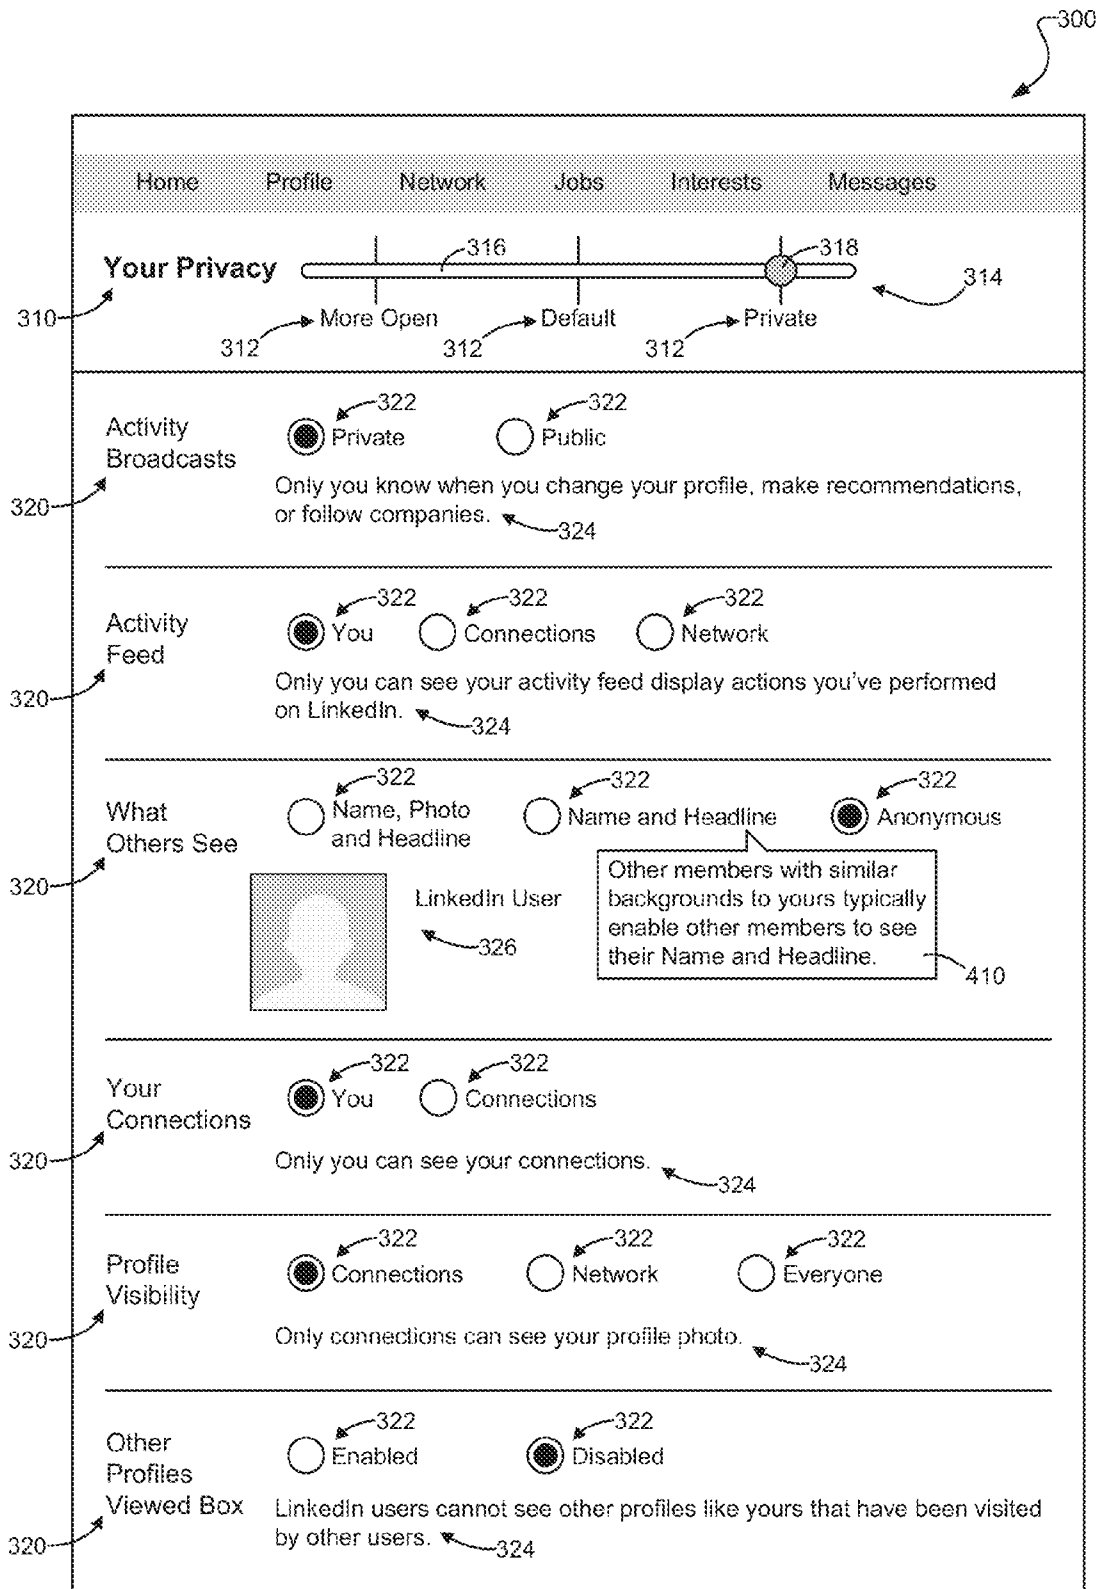 300
Home Profile Network Jobs Interests Messages
316 318
Your Privacy
314
310
More Open Default Private
312 312 312
322 322
Activity
Broadcasts
Private Public
320
Only you know when you change your profile, make recommendations,
or follow companies.
324
322 322 322
Activity
Feed
You Connections Network
320
Only you can see your activity feed display actions you've performed
on LinkedIn.
324
322 322 322
What
Others See
Name, Photo
and Headline
Name and Headline
Anonymous
320
LinkedIn User
326
Other members with similar
backgrounds to yours typically
enable other members to see
their Name and Headline.
410
322 322
Your
Connections
You Connections
320
Only you can see your connections.
324
322 322 322
Profile
Visibility
Connections Network Everyone
320
Only connections can see your profile photo.
324
322 322
Other
Profiles
Viewed Box
Enabled Disabled
320
LinkedIn users cannot see other profiles like yours that have been visited
by other users.
324